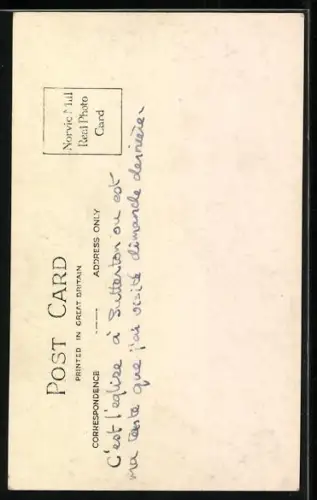 POST CARD
PRINTED IN GREAT BRITAIN
CORRESPONDENCE ADDRESS ONLY
Norvic Mill
Real Photo
Card
C'est l'eglise à Sutterton ou est
ma tante que j'ai visité dimanche dernière.